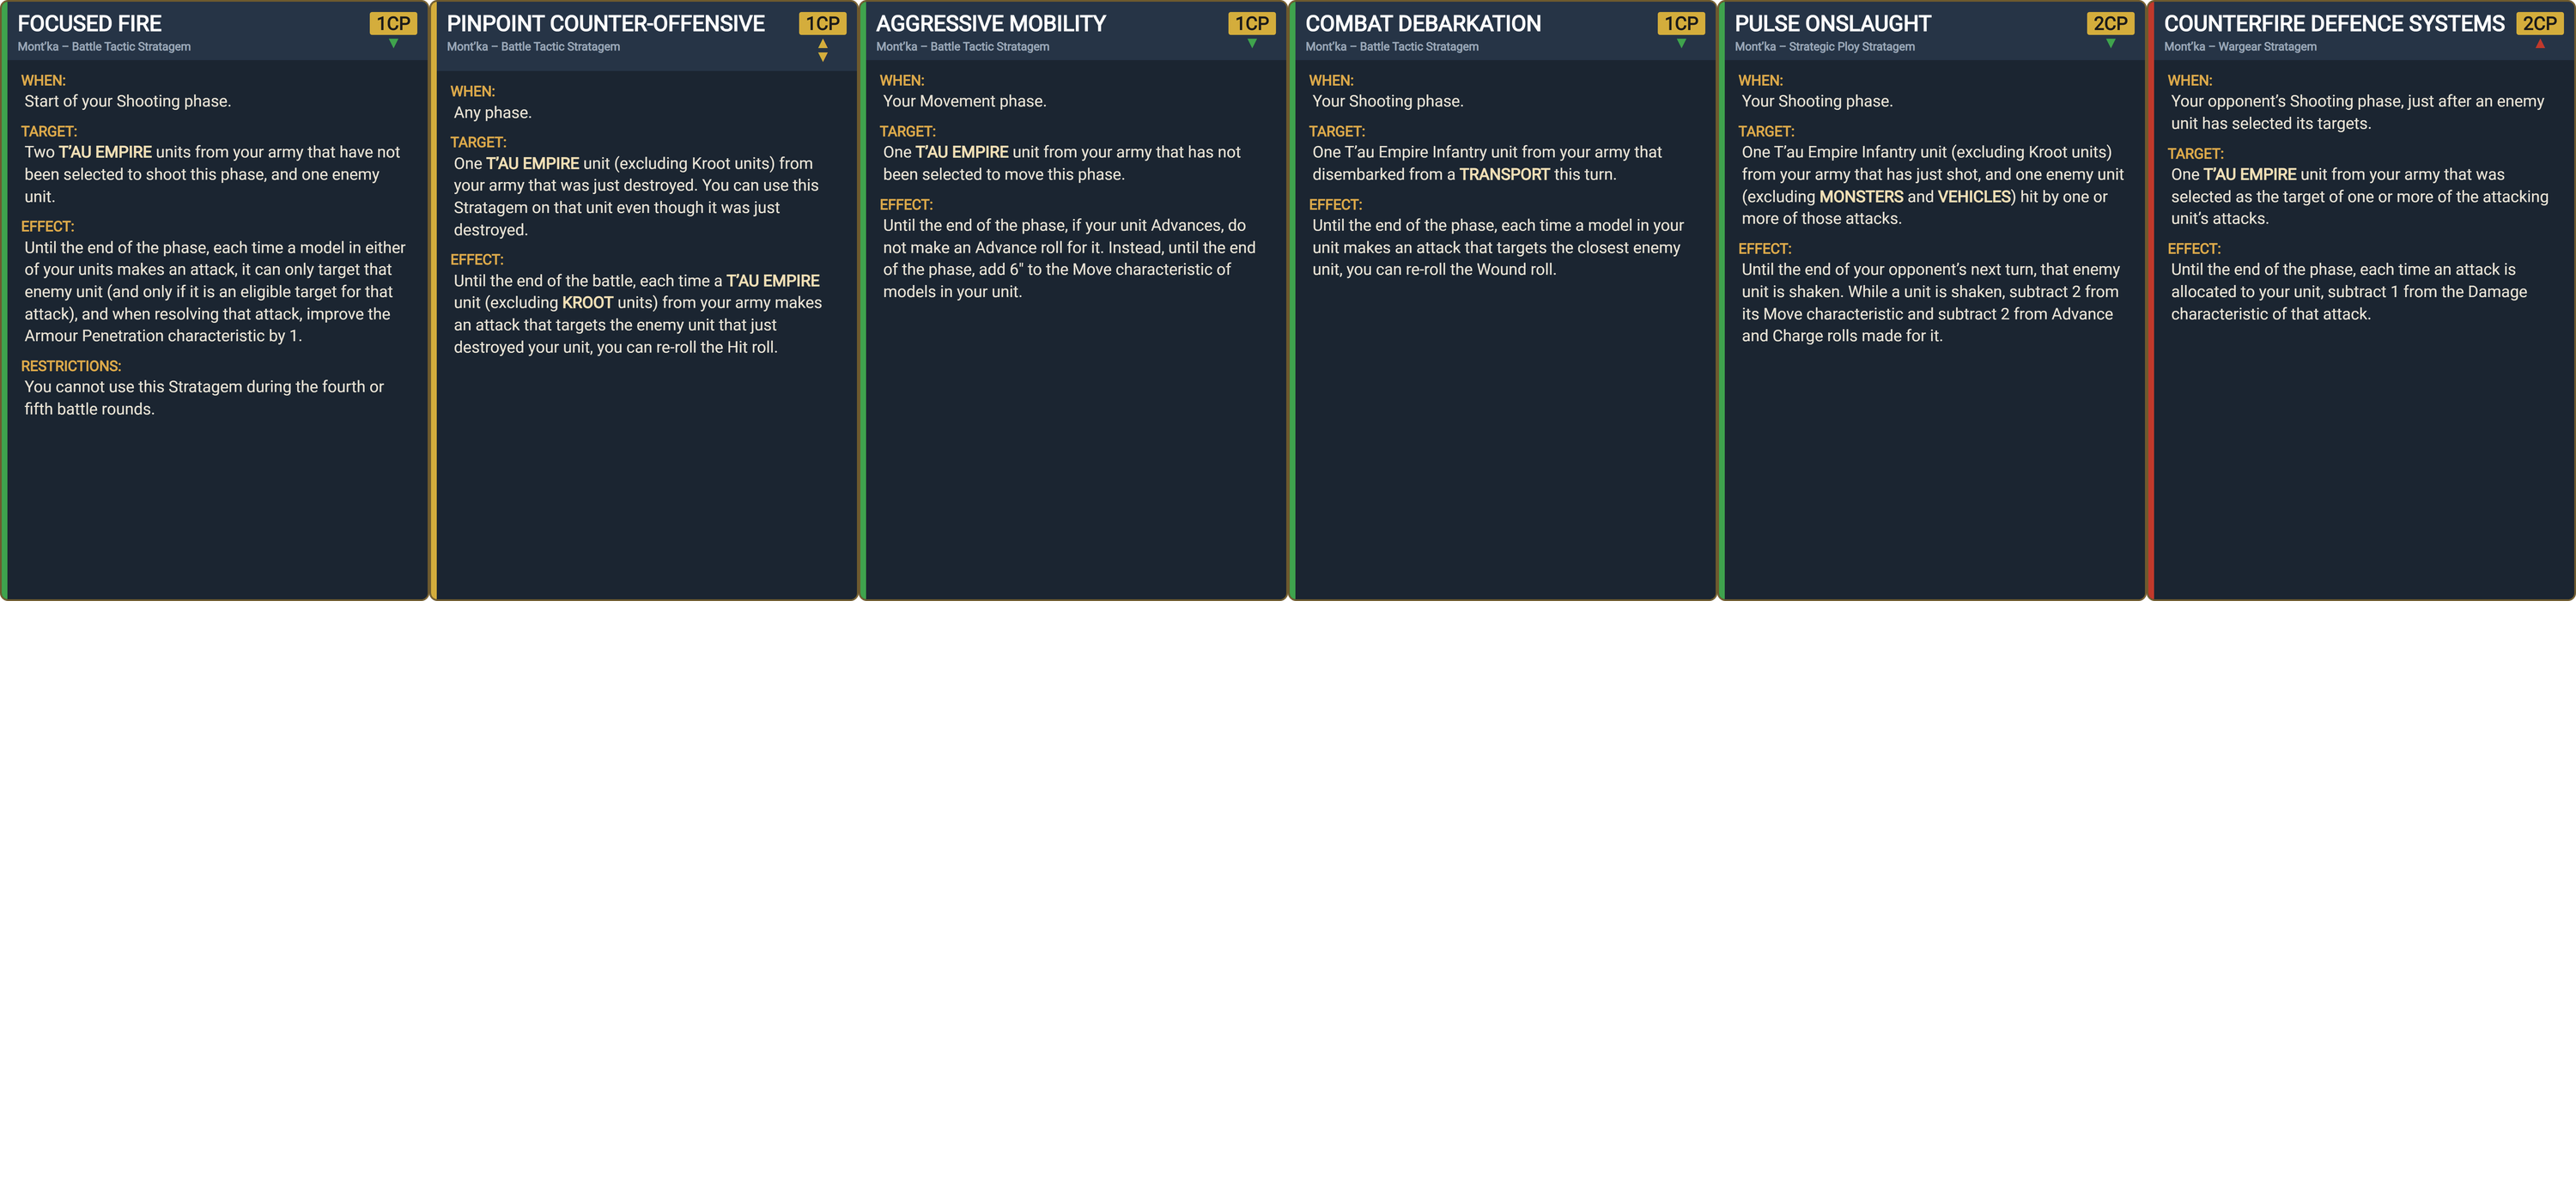 FOCUSED FIRE
1CP
Mont'ka – Battle Tactic Stratagem
WHEN:
Start of your Shooting phase.
TARGET:
Two T'AU EMPIRE units from your army that have not
been selected to shoot this phase, and one enemy
unit.
EFFECT:
Until the end of the phase, each time a model in either
of your units makes an attack, it can only target that
enemy unit (and only if it is an eligible target for that
attack), and when resolving that attack, improve the
Armour Penetration characteristic by 1.
RESTRICTIONS:
You cannot use this Stratagem during the fourth or
fifth battle rounds.
PINPOINT COUNTER-OFFENSIVE
1CP
Mont'ka – Battle Tactic Stratagem
WHEN:
Any phase.
TARGET:
One T'AU EMPIRE unit (excluding Kroot units) from
your army that was just destroyed. You can use this
Stratagem on that unit even though it was just
destroyed.
EFFECT:
Until the end of the battle, each time a T'AU EMPIRE
unit (excluding KROOT units) from your army makes
an attack that targets the enemy unit that just
destroyed your unit, you can re-roll the Hit roll.
AGGRESSIVE MOBILITY
1CP
Mont'ka – Battle Tactic Stratagem
WHEN:
Your Movement phase.
TARGET:
One T'AU EMPIRE unit from your army that has not
been selected to move this phase.
EFFECT:
Until the end of the phase, if your unit Advances, do
not make an Advance roll for it. Instead, until the end
of the phase, add 6" to the Move characteristic of
models in your unit.
COMBAT DEBARKATION
1CP
Mont'ka – Battle Tactic Stratagem
WHEN:
Your Shooting phase.
TARGET:
One T'au Empire Infantry unit from your army that
disembarked from a TRANSPORT this turn.
EFFECT:
Until the end of the phase, each time a model in your
unit makes an attack that targets the closest enemy
unit, you can re-roll the Wound roll.
PULSE ONSLAUGHT
2CP
Mont'ka – Strategic Ploy Stratagem
WHEN:
Your Shooting phase.
TARGET:
One T'au Empire Infantry unit (excluding Kroot units)
from your army that has just shot, and one enemy unit
(excluding MONSTERS and VEHICLES) hit by one or
more of those attacks.
EFFECT:
Until the end of your opponent's next turn, that enemy
unit is shaken. While a unit is shaken, subtract 2 from
its Move characteristic and subtract 2 from Advance
and Charge rolls made for it.
COUNTERFIRE DEFENCE SYSTEMS
2CP
Mont'ka – Wargear Stratagem
WHEN:
Your opponent's Shooting phase, just after an enemy
unit has selected its targets.
TARGET:
One T'AU EMPIRE unit from your army that was
selected as the target of one or more of the attacking
unit's attacks.
EFFECT:
Until the end of the phase, each time an attack is
allocated to your unit, subtract 1 from the Damage
characteristic of that attack.